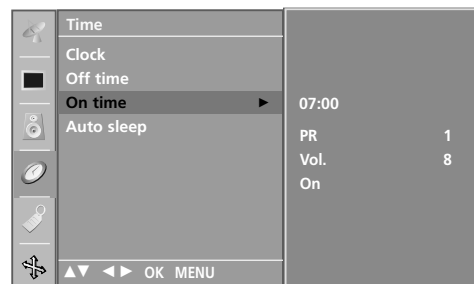 Time
Clock
Off time
On time ►
Auto sleep
▲▼ ◄► OK MENU
07:00
PR 1
Vol. 8
On